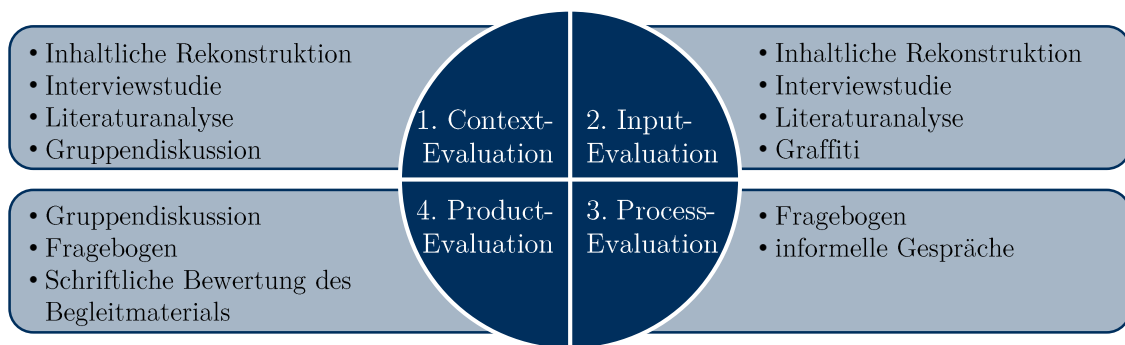 • Inhaltliche Rekonstruktion
• Interviewstudie
• Literaturanalyse
• Gruppendiskussion
1. Context-
Evaluation
2. Input-
Evaluation
• Inhaltliche Rekonstruktion
• Interviewstudie
• Literaturanalyse
• Graffiti
• Gruppendiskussion
• Fragebogen
• Schriftliche Bewertung des
Begleitmaterials
4. Product-
Evaluation
3. Process-
Evaluation
• Fragebogen
• informelle Gespräche